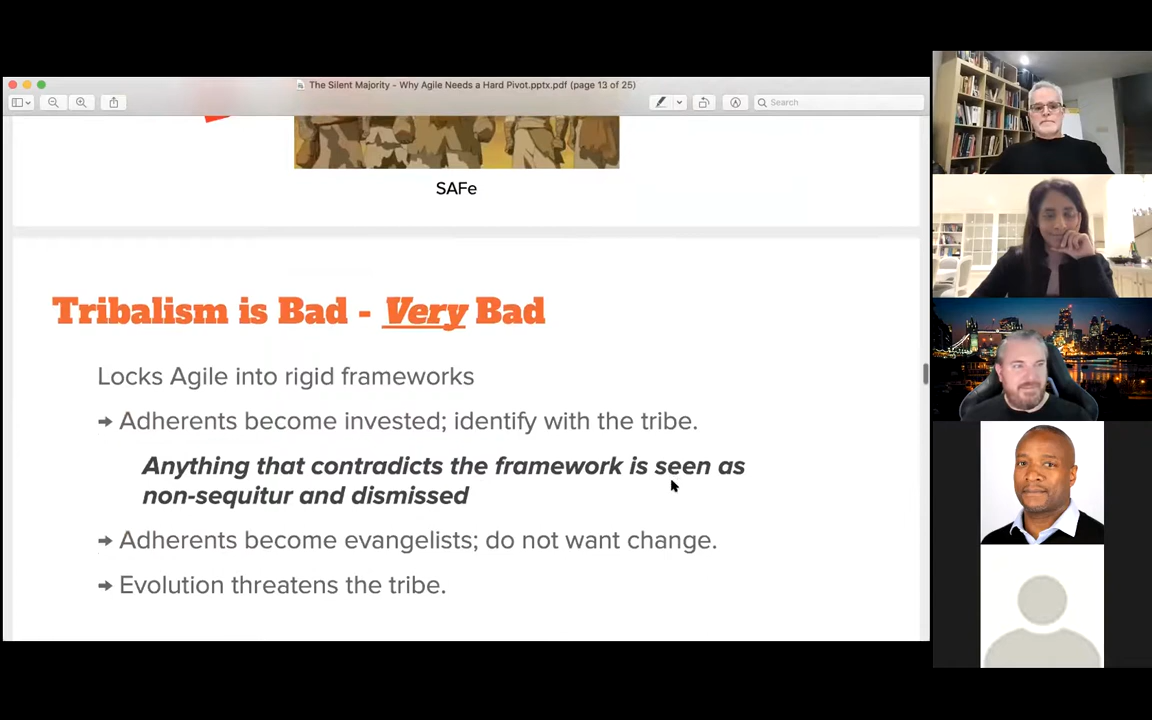 The Silent Majority - Why Agile Needs a Hard Pivot.pptx.pdf (page 13 of 25)
Search
SAFe
Tribalism is Bad - Very Bad
Locks Agile into rigid frameworks
➔ Adherents become invested; identify with the tribe.
Anything that contradicts the framework is seen as
non-sequitur and dismissed
➔ Adherents become evangelists; do not want change.
➔ Evolution threatens the tribe.